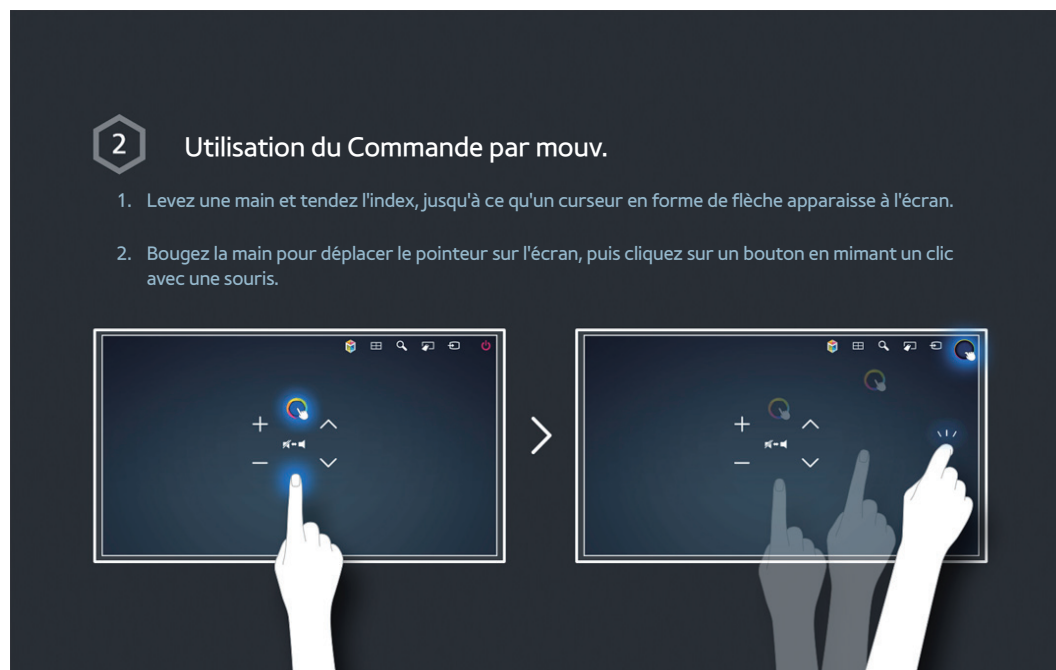 2
Utilisation du Commande par mouv.
1. Levez une main et tendez l'index, jusqu'à ce qu'un curseur en forme de flèche apparaisse à l'écran.
2. Bougez la main pour déplacer le pointeur sur l'écran, puis cliquez sur un bouton en mimant un clic
avec une souris.